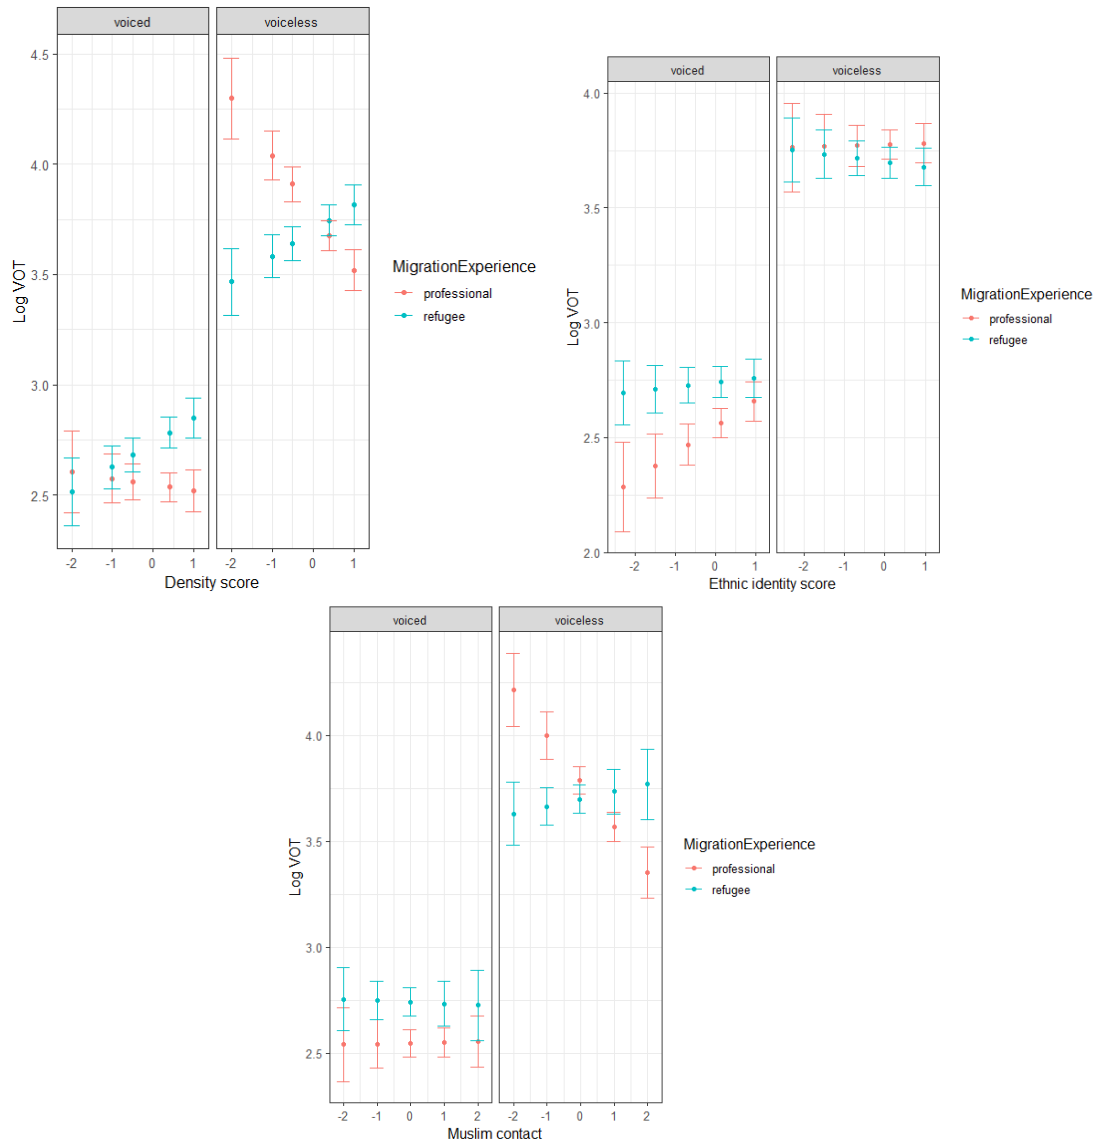 voiced voiceless
4.5
4.0
3.5
3.0
2.5
Log VOT
-2 -1 0 1 -2 -1 0 1
Density score
MigrationExperience
professional
refugee
voiced voiceless
4.0
3.5
3.0
2.5
2.0
Log VOT
-2 -1 0 1 -2 -1 0 1
Ethnic identity score
MigrationExperience
professional
refugee
voiced voiceless
4.0
3.5
3.0
2.5
Log VOT
-2 -1 0 1 2 -2 -1 0 1 2
Muslim contact
MigrationExperience
professional
refugee